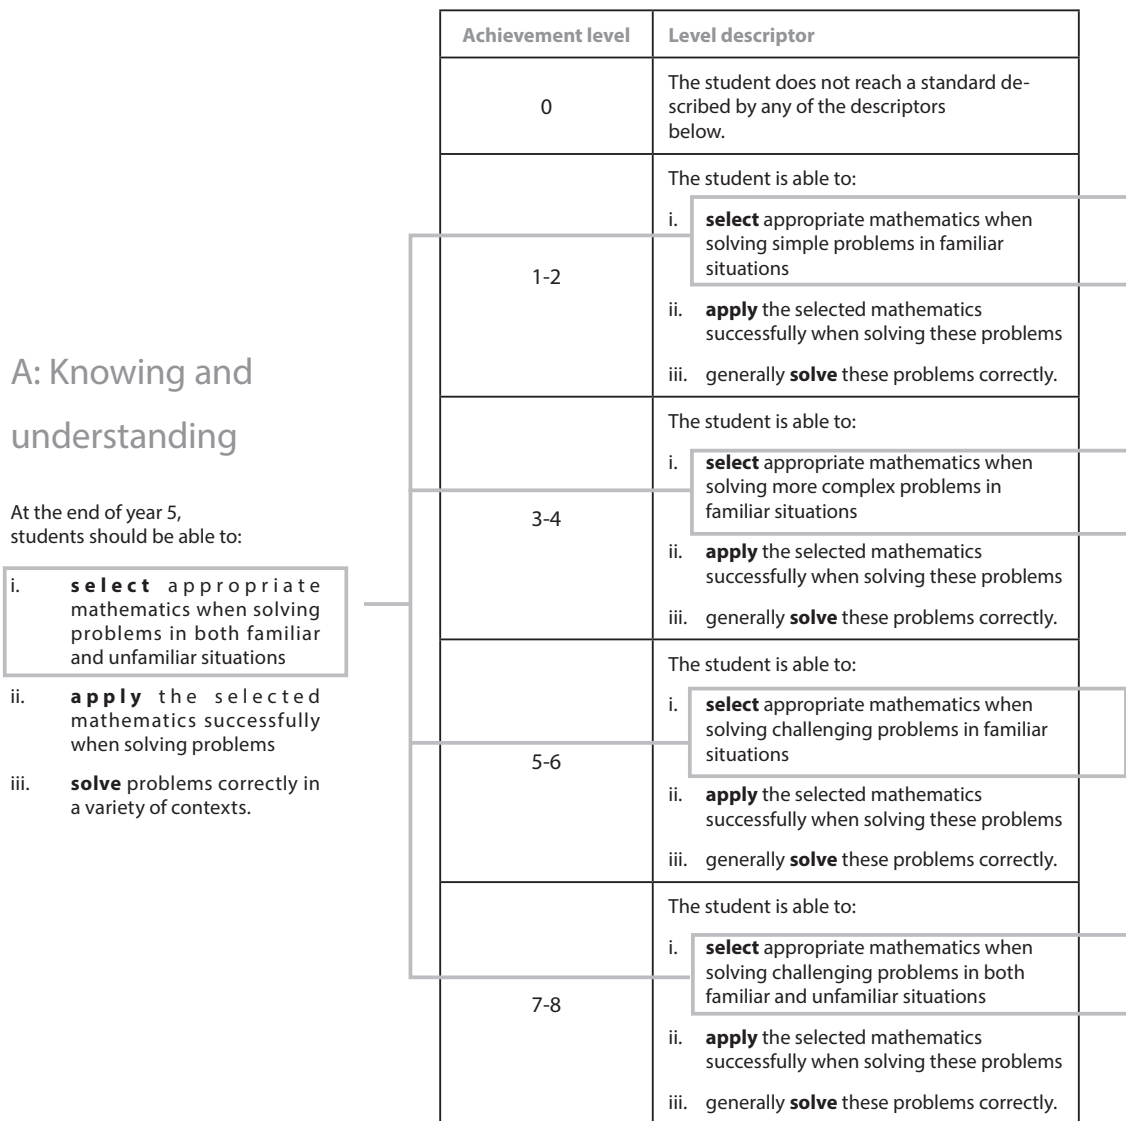 A: Knowing and
understanding
At the end of year 5,
students should be able to:
i. select appropriate
mathematics when solving
problems in both familiar
and unfamiliar situations
ii. apply the selected
mathematics successfully
when solving problems
iii. solve problems correctly in
a variety of contexts.
Achievement level Level descriptor
0
The student does not reach a standard de-
scribed by any of the descriptors
below.
1-2
The student is able to:
i. select appropriate mathematics when
solving simple problems in familiar
situations
ii. apply the selected mathematics
successfully when solving these problems
iii. generally solve these problems correctly.
3-4
The student is able to:
i. select appropriate mathematics when
solving more complex problems in
familiar situations
ii. apply the selected mathematics
successfully when solving these problems
iii. generally solve these problems correctly.
5-6
The student is able to:
i. select appropriate mathematics when
solving challenging problems in familiar
situations
ii. apply the selected mathematics
successfully when solving these problems
iii. generally solve these problems correctly.
7-8
The student is able to:
i. select appropriate mathematics when
solving challenging problems in both
familiar and unfamiliar situations
ii. apply the selected mathematics
successfully when solving these problems
iii. generally solve these problems correctly.